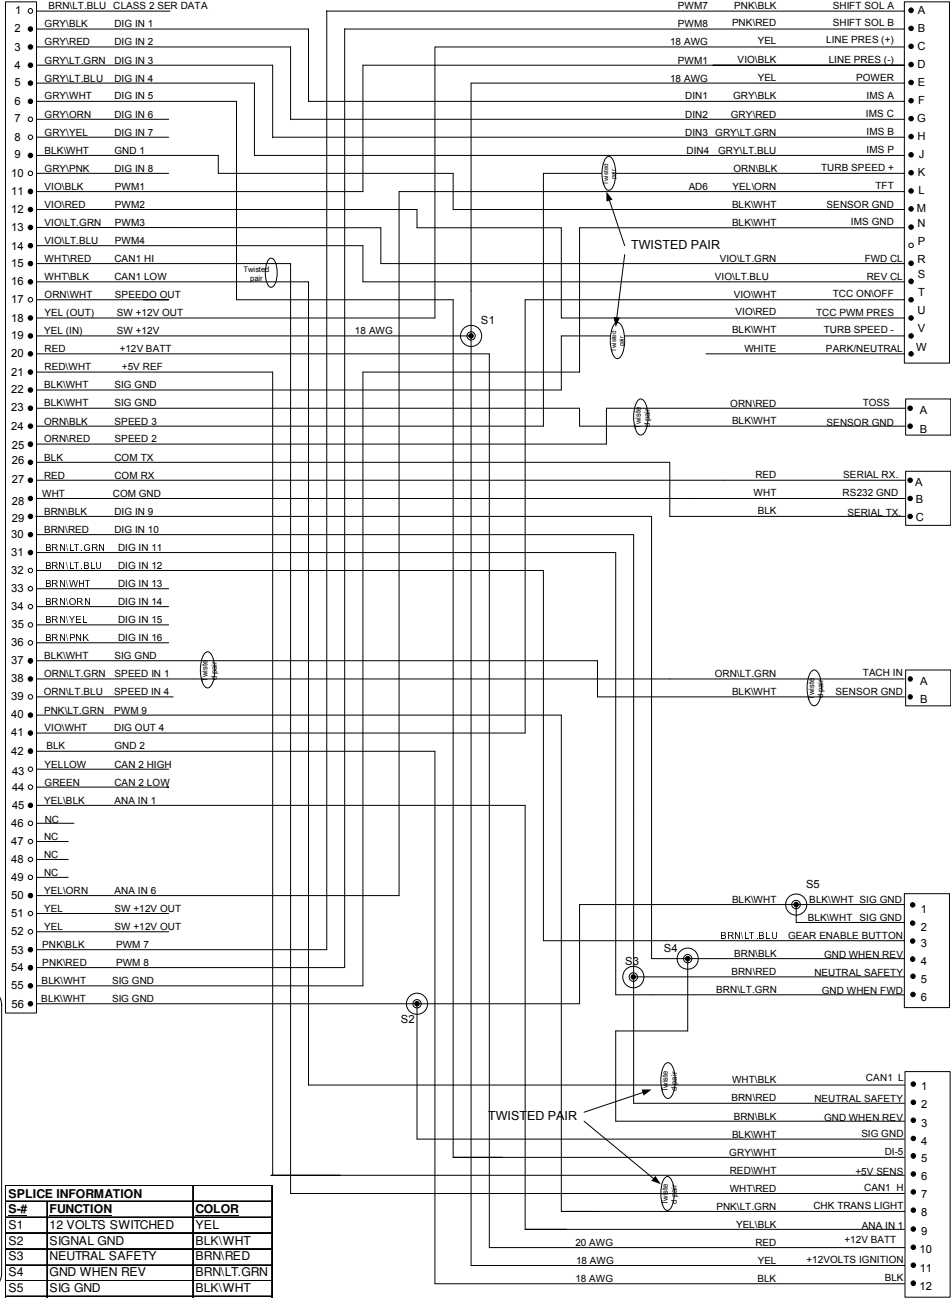 1 BRN\LT.BLU CLASS 2 SER DATA
2 GRY\BLK DIG IN 1
3 GRY\RED DIG IN 2
4 GRY\LT.GRN DIG IN 3
5 GRY\LT.BLU DIG IN 4
6 GRY\WHT DIG IN 5
7 GRY\ORN DIG IN 6
8 GRY\YEL DIG IN 7
9 BLK\WHT GND 1
10 GRY\PNK DIG IN 8
11 VIO\BLK PWM1
12 VIO\RED PWM2
13 VIO\LT.GRN PWM3
14 VIO\LT.BLU PWM4
15 WHT\RED CAN1 HI
16 WHT\BLK CAN1 LOW
Twisted
pair
17 ORN\WHT SPEEDO OUT
18 YEL (OUT) SW +12V OUT
19 YEL (IN) SW +12V 18 AWG
S1
20 RED +12V BATT
21 RED\WHT +5V REF
22 BLK\WHT SIG GND
23 BLK\WHT SIG GND
24 ORN\BLK SPEED 3
25 ORN\RED SPEED 2
26 BLK COM TX
27 RED COM RX
28 WHT COM GND
29 BRN\BLK DIG IN 9
30 BRN\RED DIG IN 10
31 BRN\LT.GRN DIG IN 11
32 BRN\LT.BLU DIG IN 12
33 BRN\WHT DIG IN 13
34 BRN\ORN DIG IN 14
35 BRN\YEL DIG IN 15
36 BRN\PNK DIG IN 16
37 BLK\WHT SIG GND
Twiste
d pair
38 ORN\LT.GRN SPEED IN 1
39 ORN\LT.BLU SPEED IN 4
40 PNK\LT.GRN PWM 9
41 VIO\WHT DIG OUT 4
42 BLK GND 2
43 YELLOW CAN 2 HIGH
44 GREEN CAN 2 LOW
45 YEL\BLK ANA IN 1
46 NC
47 NC
48 NC
49 NC
50 YEL\ORN ANA IN 6
51 YEL SW +12V OUT
52 YEL SW +12V OUT
53 PNK\BLK PWM 7
54 PNK\RED PWM 8
55 BLK\WHT SIG GND
56 BLK\WHT SIG GND
S2
PWM7 PNK\BLK SHIFT SOL A A
PWM8 PNK\RED SHIFT SOL B B
18 AWG YEL LINE PRES (+) C
PWM1 VIO\BLK LINE PRES (-) D
18 AWG YEL POWER E
DIN1 GRY\BLK IMS A F
DIN2 GRY\RED IMS C G
DIN3 GRY\LT.GRN IMS B H
DIN4 GRY\LT.BLU IMS P J
Twisted
pair
ORN\BLK TURB SPEED + K
AD6 YEL\ORN TFT L
BLK\WHT SENSOR GND M
BLK\WHT IMS GND N
TWISTED PAIR
P
VIO\LT.GRN FWD CL R
VIO\LT.BLU REV CL S
VIO\WHT TCC ON\OFF T
VIO\RED TCC PWM PRES U
Twisted
pair
BLK\WHT TURB SPEED - V
WHITE PARK/NEUTRAL W
Twiste
d pair
ORN\RED TOSS A
BLK\WHT SENSOR GND B
RED SERIAL RX. A
WHT RS232 GND B
BLK SERIAL TX. C
ORN\LT.GRN TACH IN A
Twiste
d pair
BLK\WHT SENSOR GND B
S5
BLK\WHT BLK\WHT SIG GND 1
BLK\WHT SIG GND 2
BRN\LT.BLU GEAR ENABLE BUTTON 3
S4
BRN\BLK GND WHEN REV 4
S3
BRN\RED NEUTRAL SAFETY 5
BRN\LT.GRN GND WHEN FWD 6
Twiste
d pair
WHT\BLK CAN1 L 1
BRN\RED NEUTRAL SAFETY 2
TWISTED PAIR
BRN\BLK GND WHEN REV 3
BLK\WHT SIG GND 4
GRY\WHT DI-5 5
RED\WHT +5V SENS 6
Twiste
d pair
WHT\RED CAN1 H 7
PNK\LT.GRN CHK TRANS LIGHT 8
YEL\BLK ANA IN 1 9
20 AWG RED +12V BATT 10
18 AWG YEL +12VOLTS IGNITION 11
18 AWG BLK BLK 12
SPLICE INFORMATION
S-# FUNCTION COLOR
S1 12 VOLTS SWITCHED YEL
S2 SIGNAL GND BLK\WHT
S3 NEUTRAL SAFETY BRN\RED
S4 GND WHEN REV BRN\LT.GRN
S5 SIG GND BLK\WHT